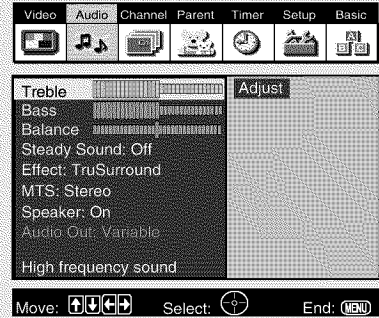 Video Audio Channel Parent Timer Setup Basic
A B C
Treble Adjust
Bass
Balance
Steady Sound: Off
Effect: TruSurround
MTS: Stereo
Speaker: On
Audio Out: Variable
High frequency sound
Move: ↑↓←→ Select: End: MENU